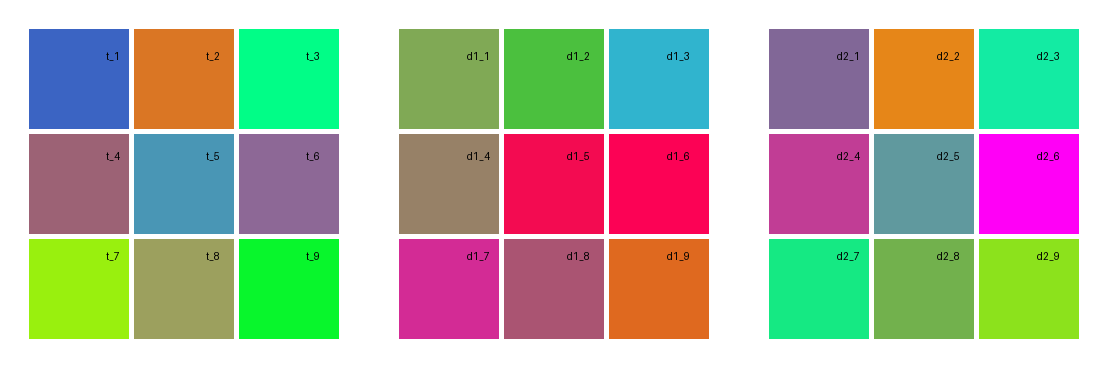 t_1 t_2 t_3 d1_1 d1_2 d1_3 d2_1 d2_2 d2_3
t_4 t_5 t_6 d1_4 d1_5 d1_6 d2_4 d2_5 d2_6
t_7 t_8 t_9 d1_7 d1_8 d1_9 d2_7 d2_8 d2_9